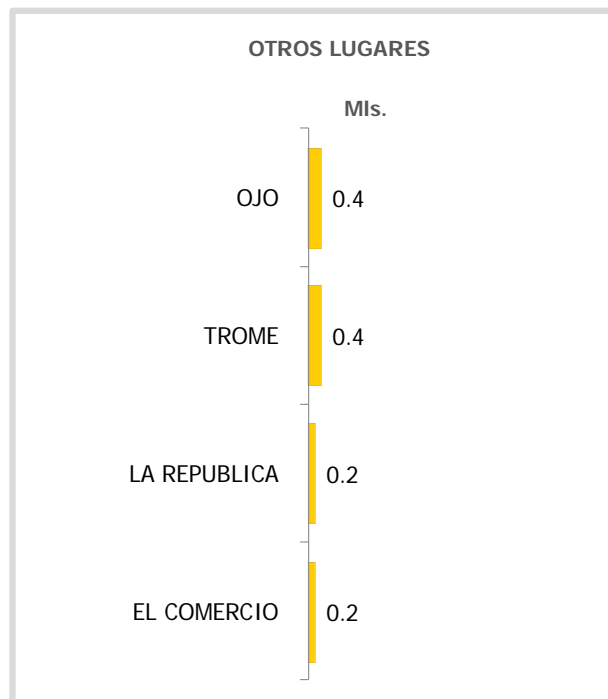 OTROS LUGARES
Mls.
OJO 0.4
TROME 0.4
LA REPUBLICA 0.2
EL COMERCIO 0.2